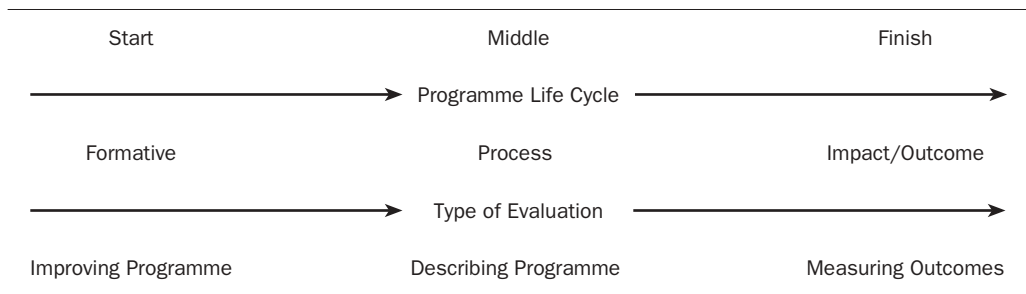 Start Middle Finish
Programme Life Cycle
Formative Process Impact/Outcome
Type of Evaluation
Improving Programme Describing Programme Measuring Outcomes